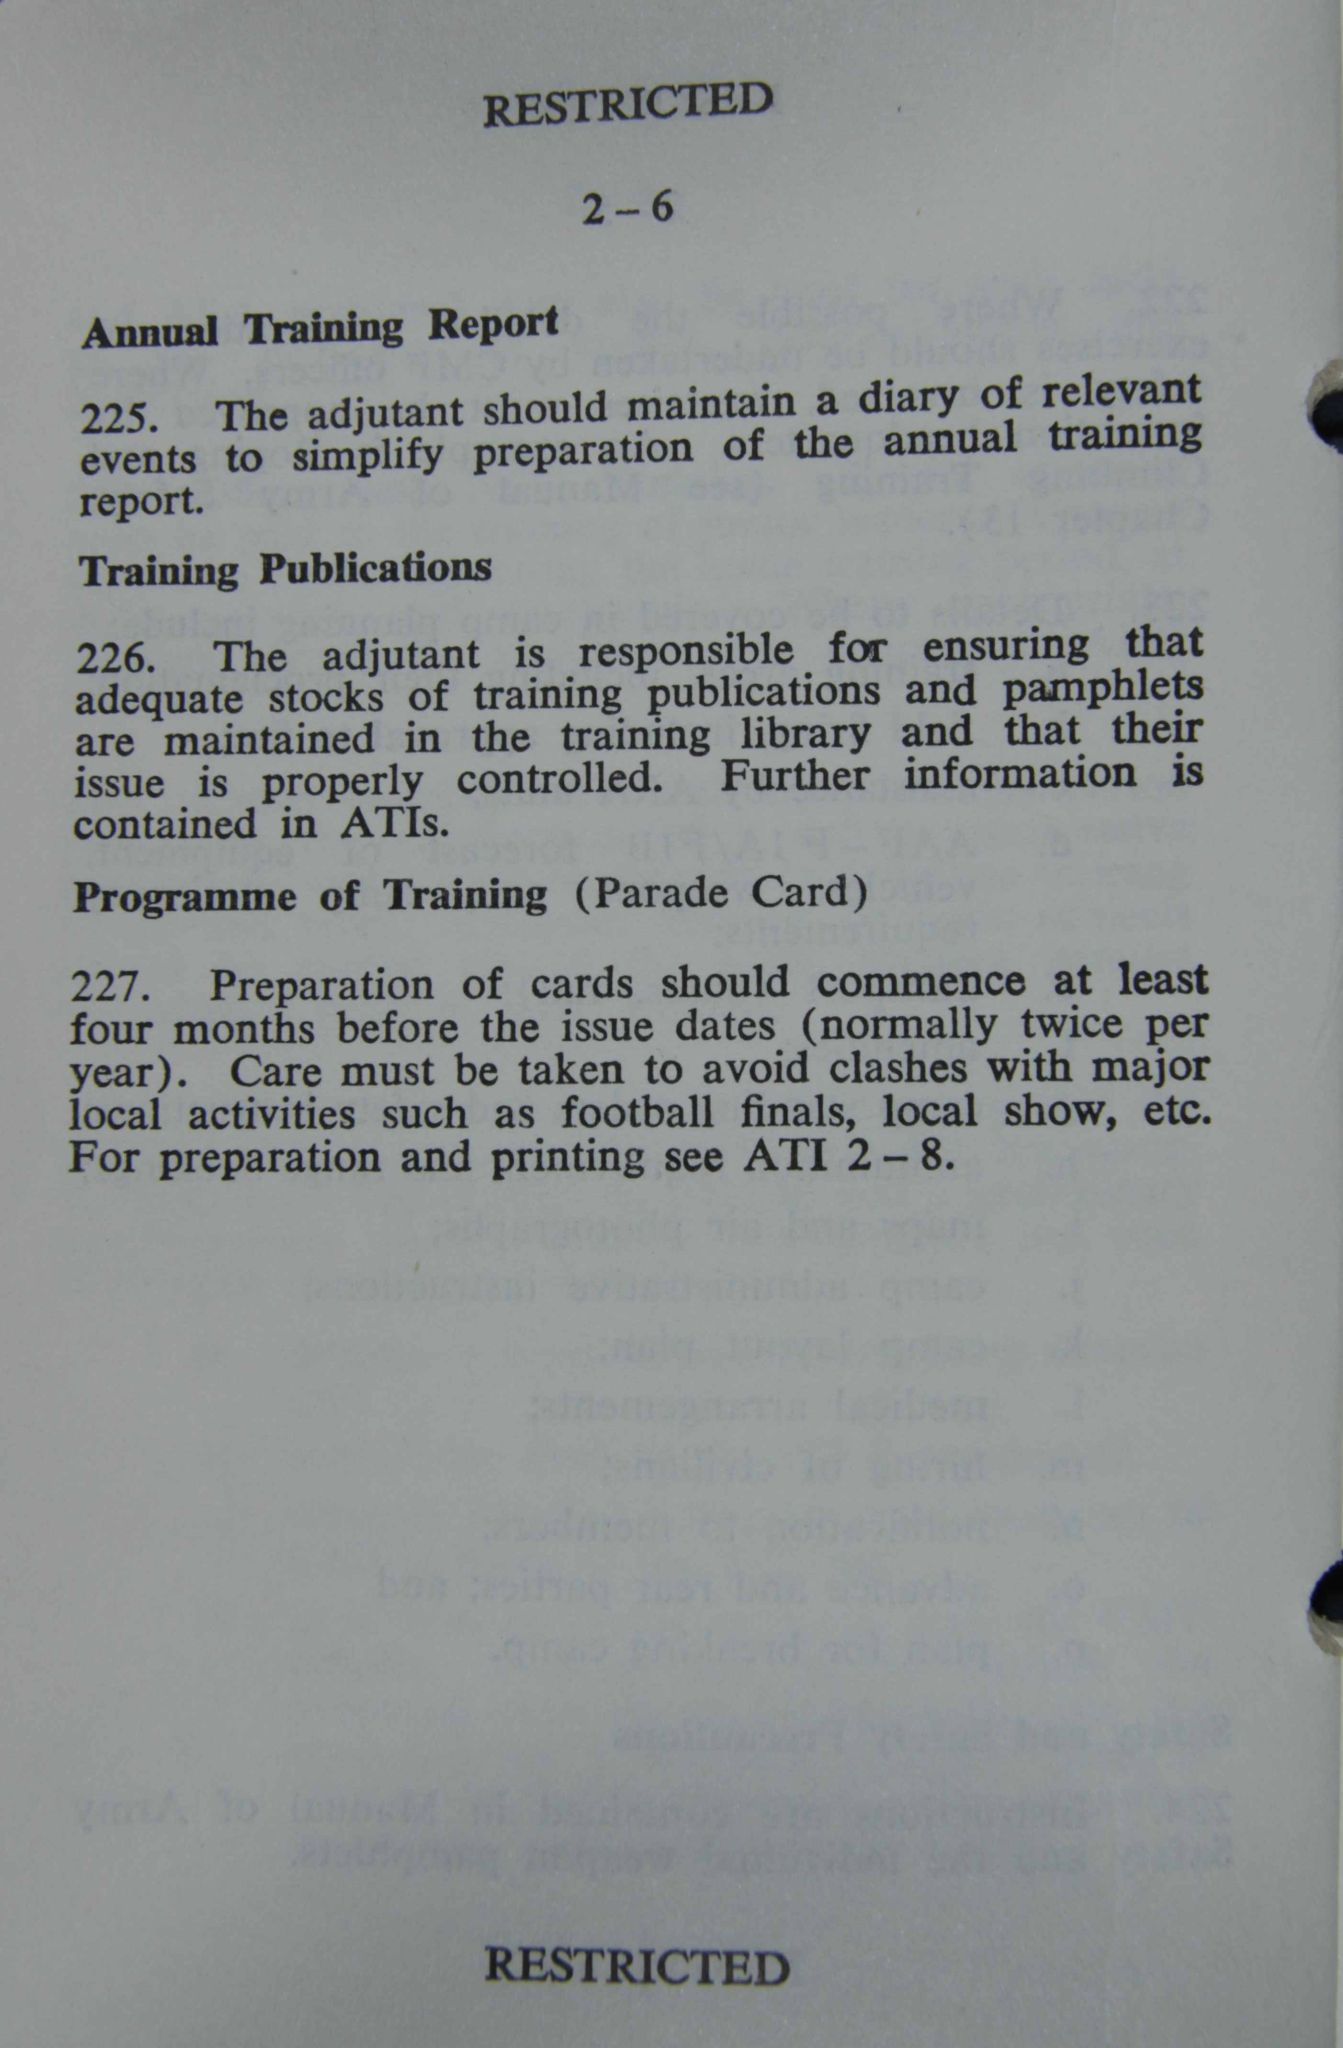 RESTRICTED
2 – 6
Annual Training Report
225. The adjutant should maintain a diary of relevant
events to simplify preparation of the annual training
report.
Training Publications
226. The adjutant is responsible for ensuring that
adequate stocks of training publications and pamphlets
are maintained in the training library and that their
issue is properly controlled. Further information is
contained in ATIs.
Programme of Training (Parade Card)
227. Preparation of cards should commence at least
four months before the issue dates (normally twice per
year). Care must be taken to avoid clashes with major
local activities such as football finals, local show, etc.
For preparation and printing see ATI 2 – 8.
RESTRICTED